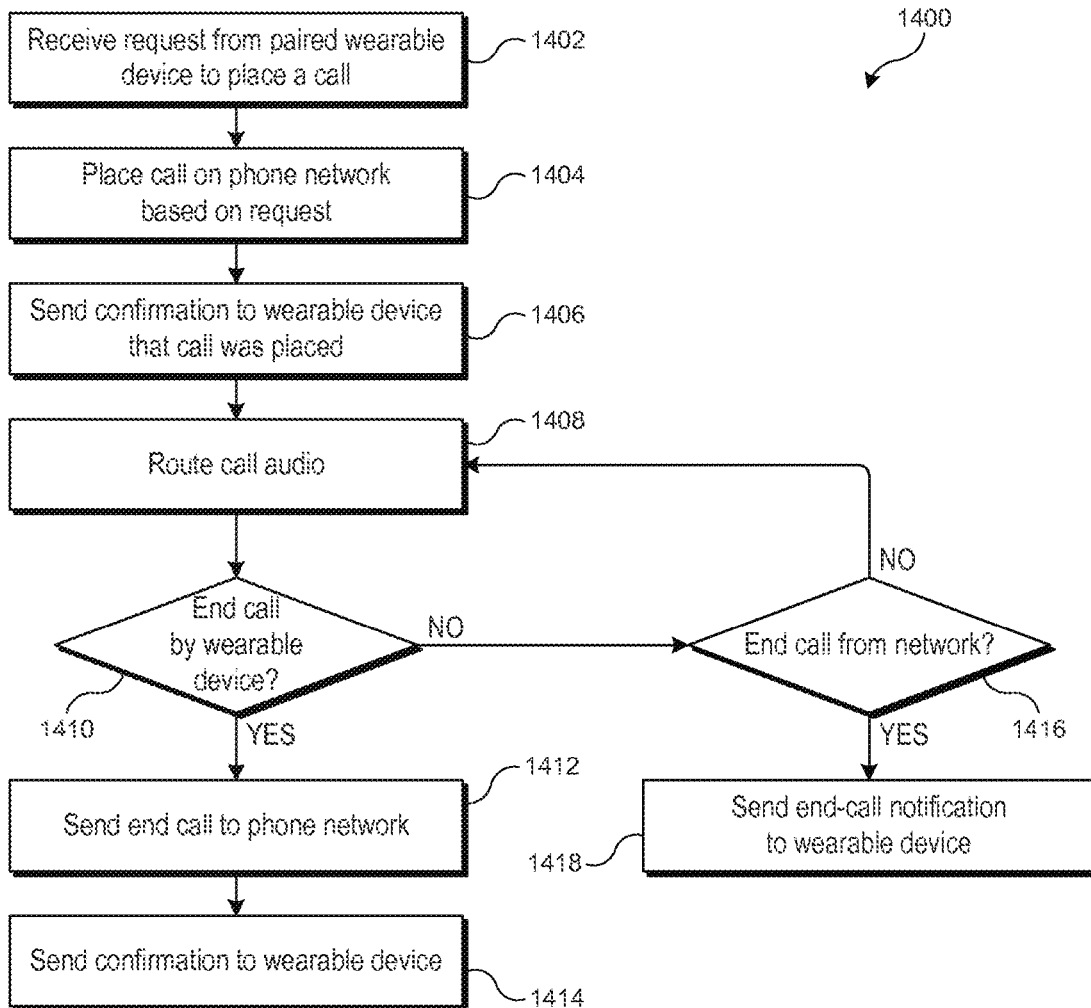 Receive request from paired wearable
device to place a call
1402
1400
Place call on phone network
based on request
1404
Send confirmation to wearable device
that call was placed
1406
Route call audio
1408
End call
by wearable
device?
1410
NO
YES
End call from network?
1416
NO
YES
Send end call to phone network
1412
Send end-call notification
to wearable device
1418
Send confirmation to wearable device
1414